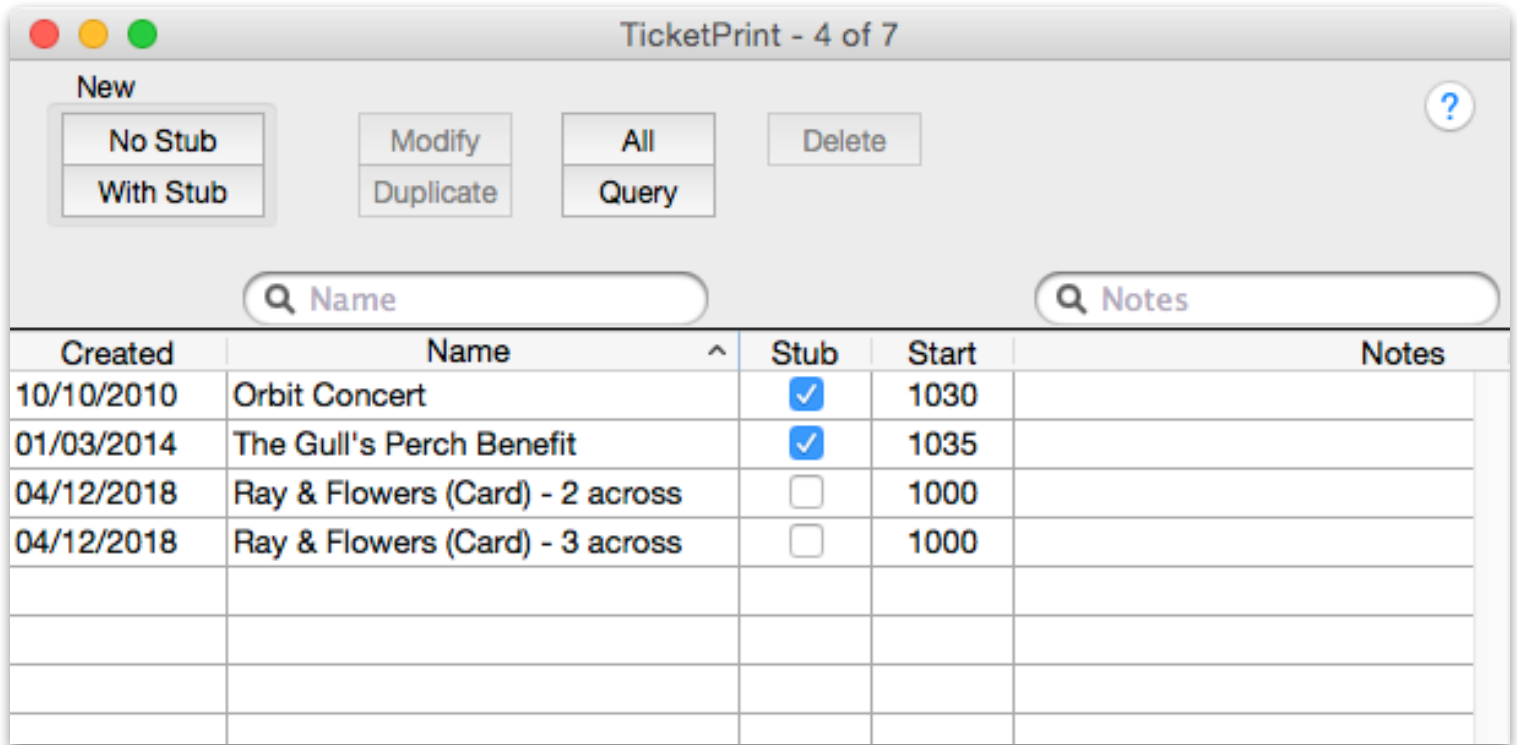 TicketPrint - 4 of 7
New
?
No Stub Modify All Delete
With Stub Duplicate Query
Name Notes
Created Name Stub Start Notes
10/10/2010 Orbit Concert 1030
01/03/2014 The Gull's Perch Benefit 1035
04/12/2018 Ray & Flowers (Card) - 2 across 1000
04/12/2018 Ray & Flowers (Card) - 3 across 1000